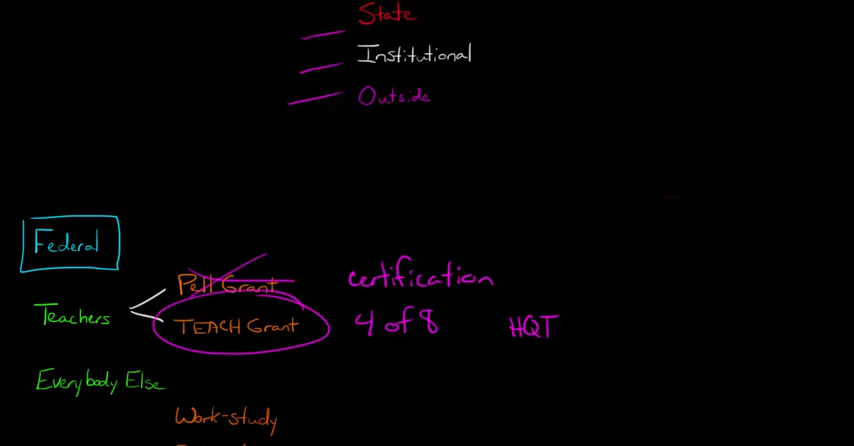 State
Institutional
Outside
Federal
Pell Grant
certification
Teachers
TEACH Grant
4 of 8
HQT
Everybody Else
Work-study